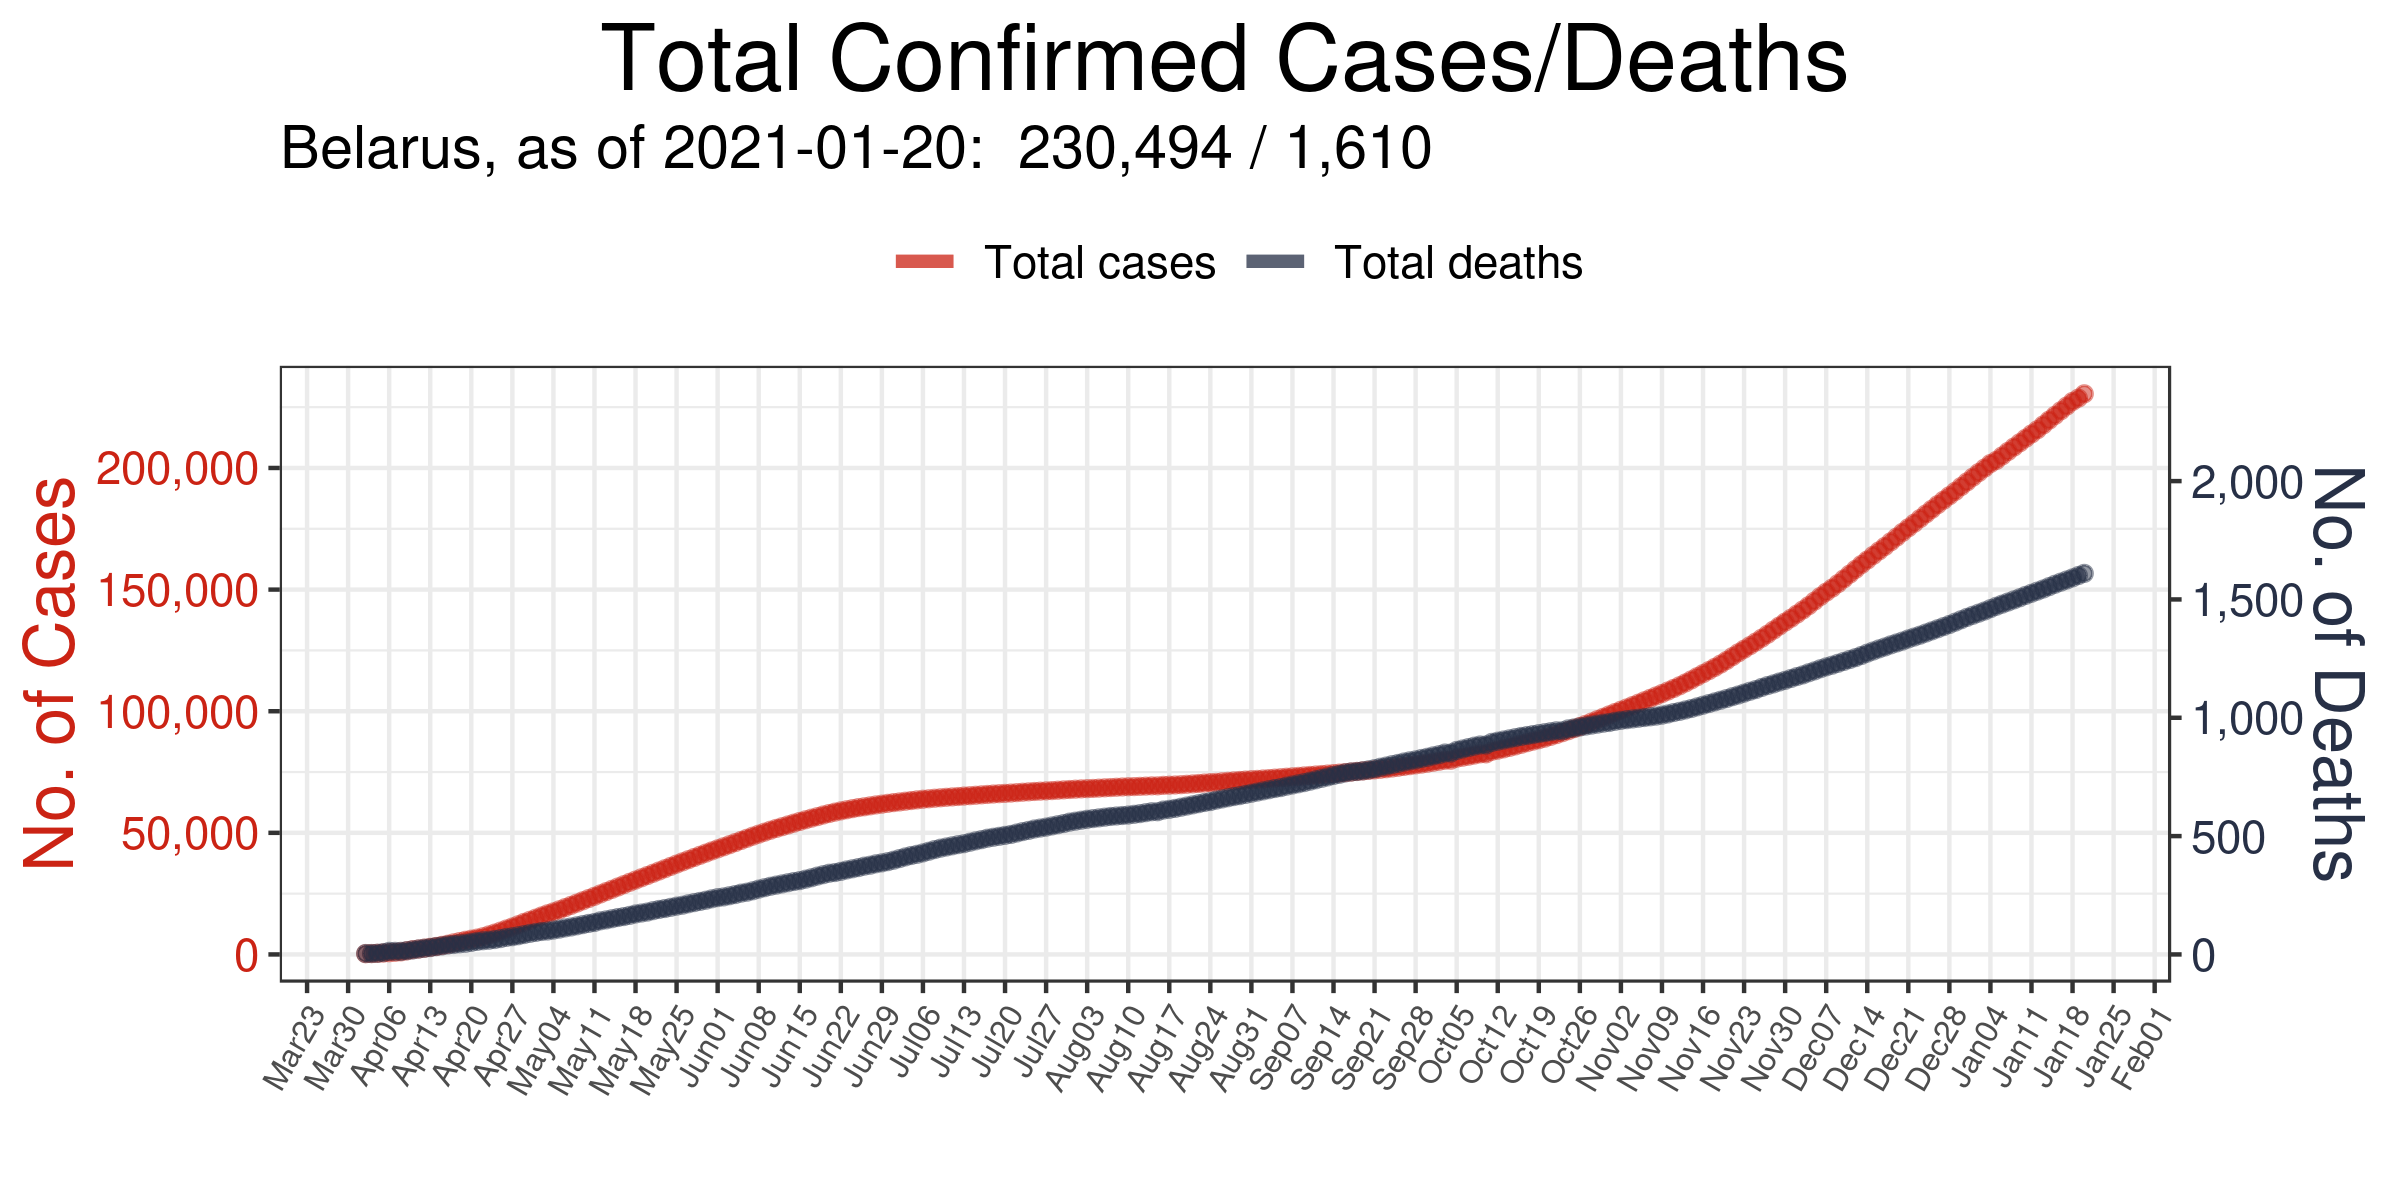 Total Confirmed Cases/Deaths
Belarus, as of 2021-01-20:  230,494 / 1,610
Total cases
Total deaths
No. of Cases
200,000
150,000
100,000
50,000
0
2,000
1,500
1,000
500
0
No. of Deaths
Mar23
Mar30
Apr06
Apr13
Apr20
Apr27
May04
May11
May18
May25
Jun01
Jun08
Jun15
Jun22
Jun29
Jul06
Jul13
Jul20
Jul27
Aug03
Aug10
Aug17
Aug24
Aug31
Sep07
Sep14
Sep21
Sep28
Oct05
Oct12
Oct19
Oct26
Nov02
Nov09
Nov16
Nov23
Nov30
Dec07
Dec14
Dec21
Dec28
Jan04
Jan11
Jan18
Jan25
Feb01